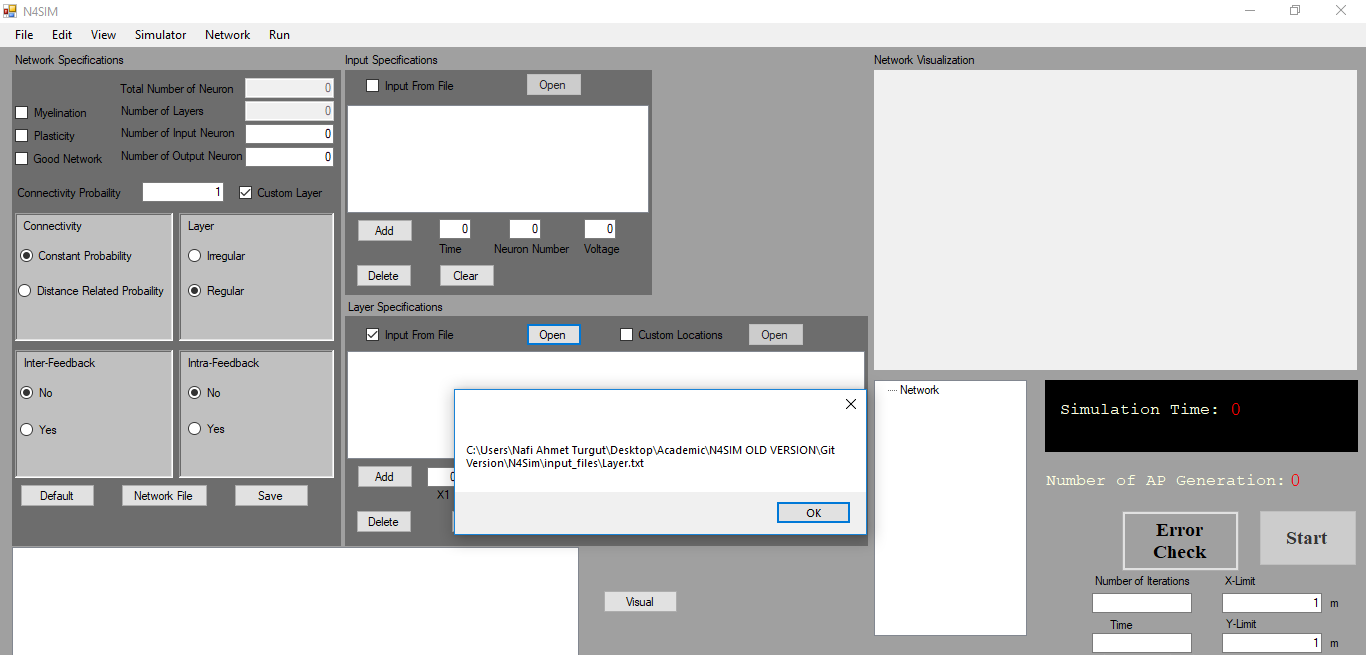 N4SIM
File Edit View Simulator Network Run
Network Specifications
Total Number of Neuron 0
Myelination
Number of Layers 0
Plasticity
Number of Input Neuron 0
Good Network
Number of Output Neuron 0
Connectivity Probaility 1
Custom Layer
Connectivity
Constant Probability
Distance Related Probaility
Layer
Irregular
Regular
Inter-Feedback
No
Yes
Intra-Feedback
No
Yes
Default
Network File
Save
Input Specifications
Input From File
Open
Add
0 0 0
Time Neuron Number Voltage
Delete
Clear
Layer Specifications
Input From File
Open
Custom Locations
Open
Add
0
X1
Delete
C:\Users\Nafi Ahmet Turgut\Desktop\Academic\N4SIM OLD VERSION\Git
Version\N4Sim\input_files\Layer.txt
OK
Visual
Network Visualization
Network
Simulation Time: 0
Number of AP Generation: 0
Error
Check
Start
Number of Iterations
X-Limit
1 m
Time
Y-Limit
1 m